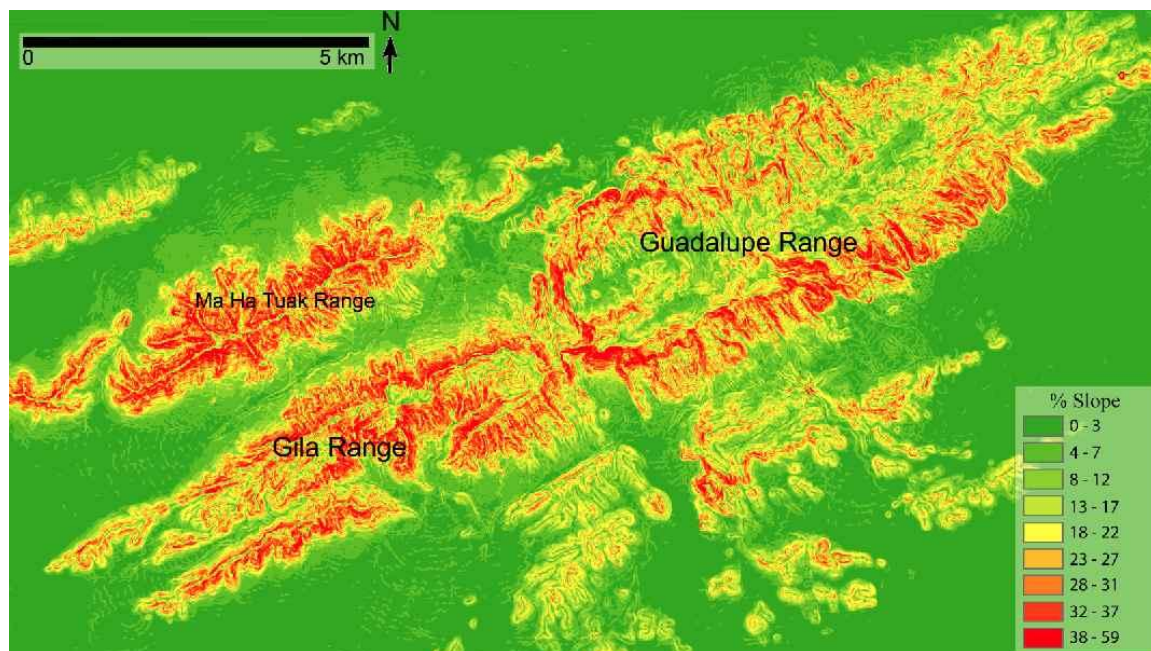 N
0 5 km
Guadalupe Range
Ma Ha Tuak Range
Gila Range
% Slope
0 - 3
4 - 7
8 - 12
13 - 17
18 - 22
23 - 27
28 - 31
32 - 37
38 - 59